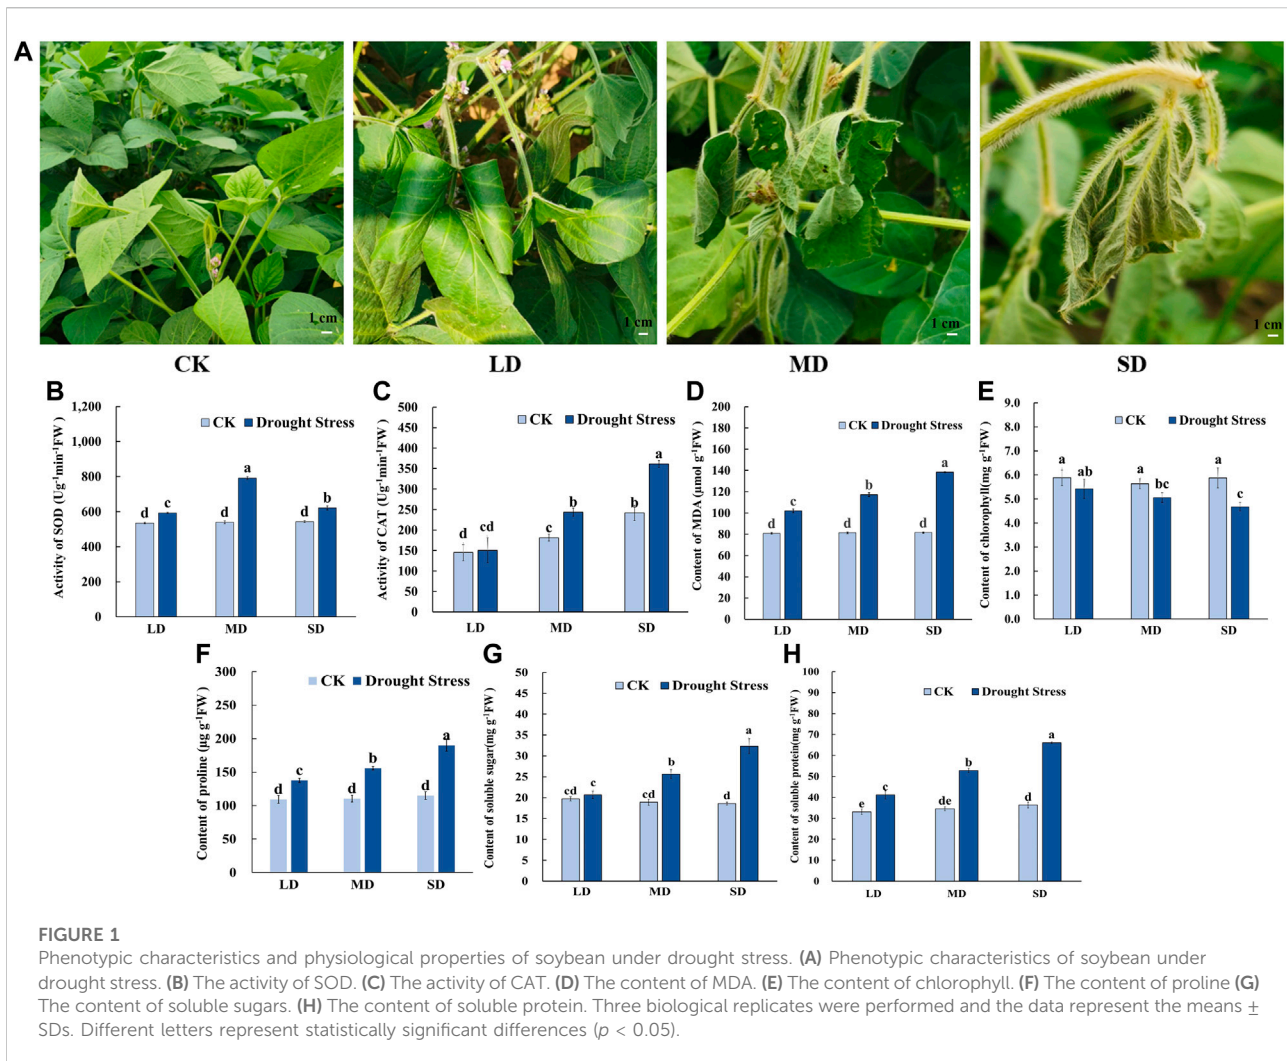 A
1 cm
1 cm
1 cm
1 cm
CK
LD
MD
SD
B
Activity of SOD (Ug⁻¹min⁻¹FW )
1,200
1,000
800
600
400
200
0
CK
Drought Stress
d
c
d
a
d
b
LD
MD
SD
C
Activity of CAT (Ug⁻¹min⁻¹FW )
500
450
400
350
300
250
200
150
100
50
0
CK
Drought Stress
d
cd
c
b
b
a
LD
MD
SD
D
Content of MDA (µmol g⁻¹FW )
200
180
160
140
120
100
80
60
40
20
0
CK
Drought Stress
d
c
d
b
d
a
LD
MD
SD
E
Content of chlorophyll(mg g⁻¹FW)
9.0
8.0
7.0
6.0
5.0
4.0
3.0
2.0
1.0
0.0
CK
Drought Stress
a
ab
a
bc
a
c
LD
MD
SD
F
Content of proline (µg g⁻¹FW )
300
250
200
150
100
50
0
CK
Drought Stress
d
c
d
b
d
a
LD
MD
SD
G
Content of soluble sugar(mg g⁻¹FW )
50
45
40
35
30
25
20
15
10
5
0
CK
Drought Stress
cd
c
cd
b
d
a
LD
MD
SD
H
Content of soluble protein(mg g⁻¹FW )
100
90
80
70
60
50
40
30
20
10
0
CK
Drought Stress
e
c
de
b
d
a
LD
MD
SD
FIGURE 1
Phenotypic characteristics and physiological properties of soybean under drought stress. (A) Phenotypic characteristics of soybean under
drought stress. (B) The activity of SOD. (C) The activity of CAT. (D) The content of MDA. (E) The content of chlorophyll. (F) The content of proline (G)
The content of soluble sugars. (H) The content of soluble protein. Three biological replicates were performed and the data represent the means ±
SDs. Different letters represent statistically significant differences (p < 0.05).